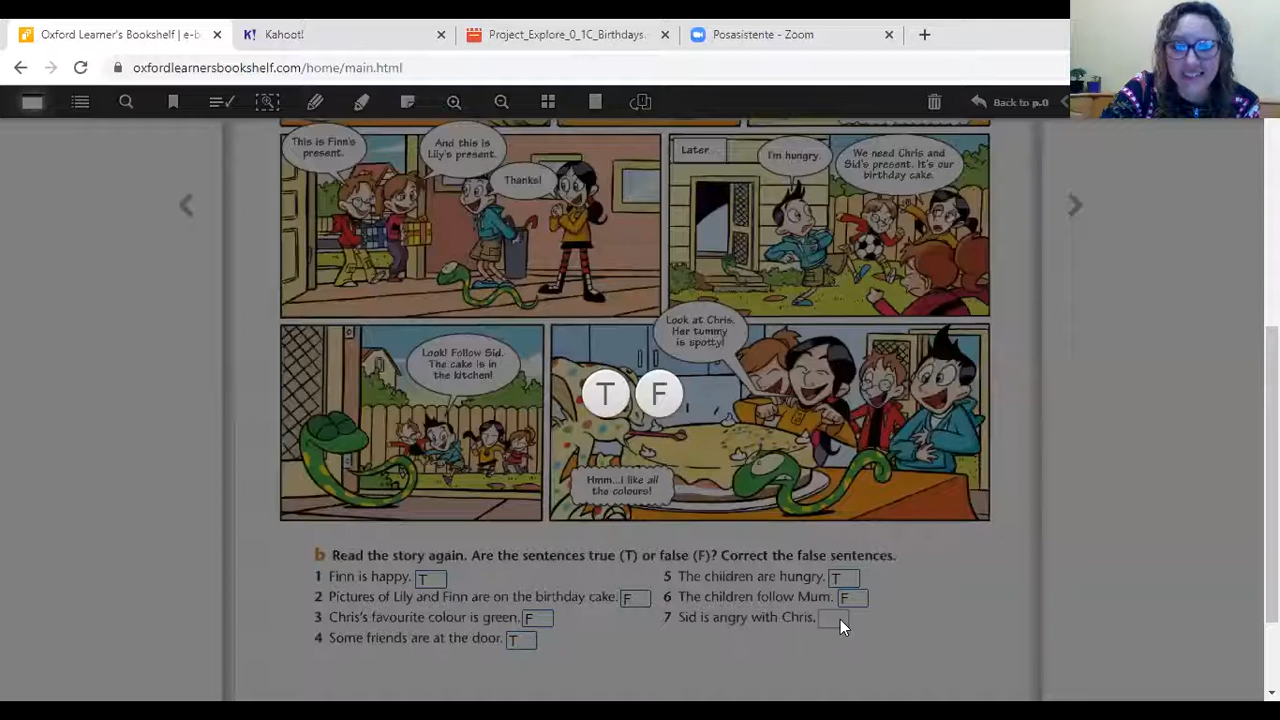 Oxford Learner's Bookshelf | e-b
Kahoot!
Project_Explore_0_1C_Birthdays.
Posasistente - Zoom
oxfordlearnersbookshelf.com/home/main.html
Back to p.0
This is Finn's
present.
And this is
Lily's present.
Thanks!
Later
I'm hungry.
We need Chris and
Sid's present. It's our
birthday cake.
Look! Follow Sid.
The cake is in
the kitchen!
Look at Chris.
Her tummy
is spotty!
T F
Hmm...I like all
the colours!
b Read the story again. Are the sentences true (T) or false (F)? Correct the false sentences.
1 Finn is happy. T
2 Pictures of Lily and Finn are on the birthday cake. F
3 Chris's favourite colour is green. F
4 Some friends are at the door. T
5 The children are hungry. T
6 The children follow Mum. F
7 Sid is angry with Chris.